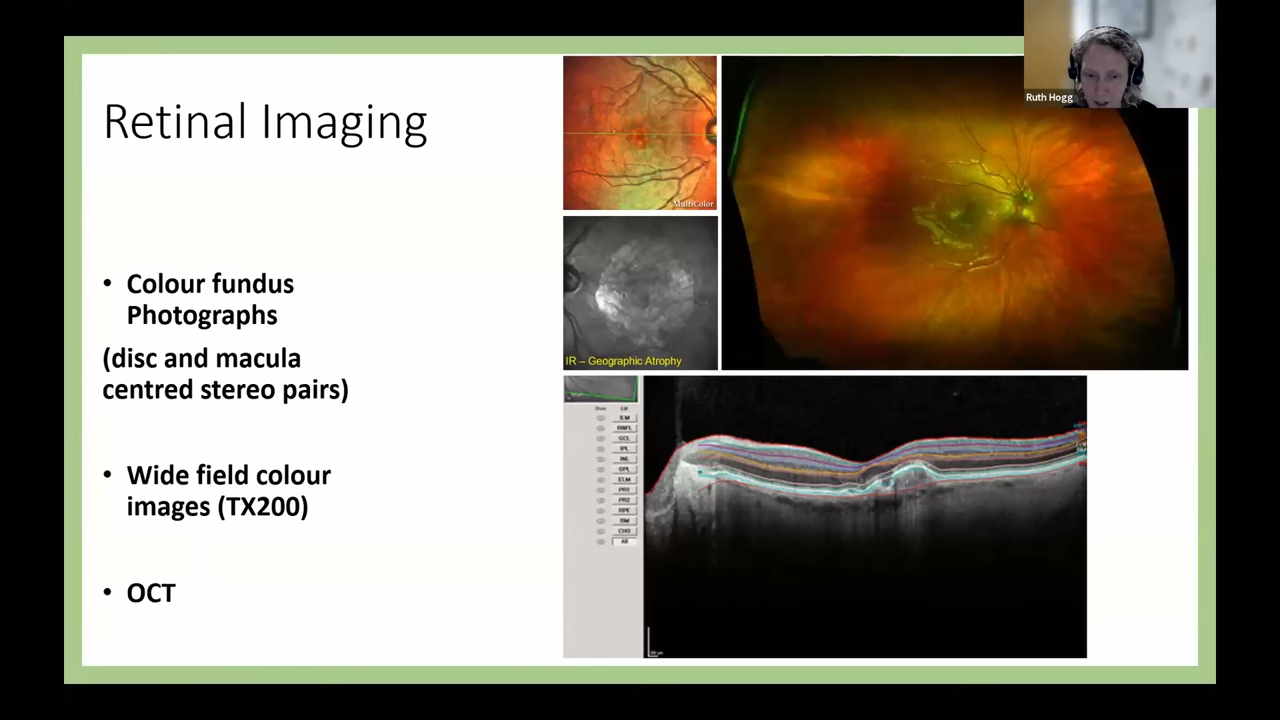 Ruth Hogg
Retinal Imaging
• Colour fundus
Photographs
(disc and macula
centred stereo pairs)
• Wide field colour
images (TX200)
• OCT
MultiColor
IR – Geographic Atrophy
ILM
RNFL
GCL
IPL
INL
OPL
ELM
PR1
PR2
RPE
BM
CHO
All